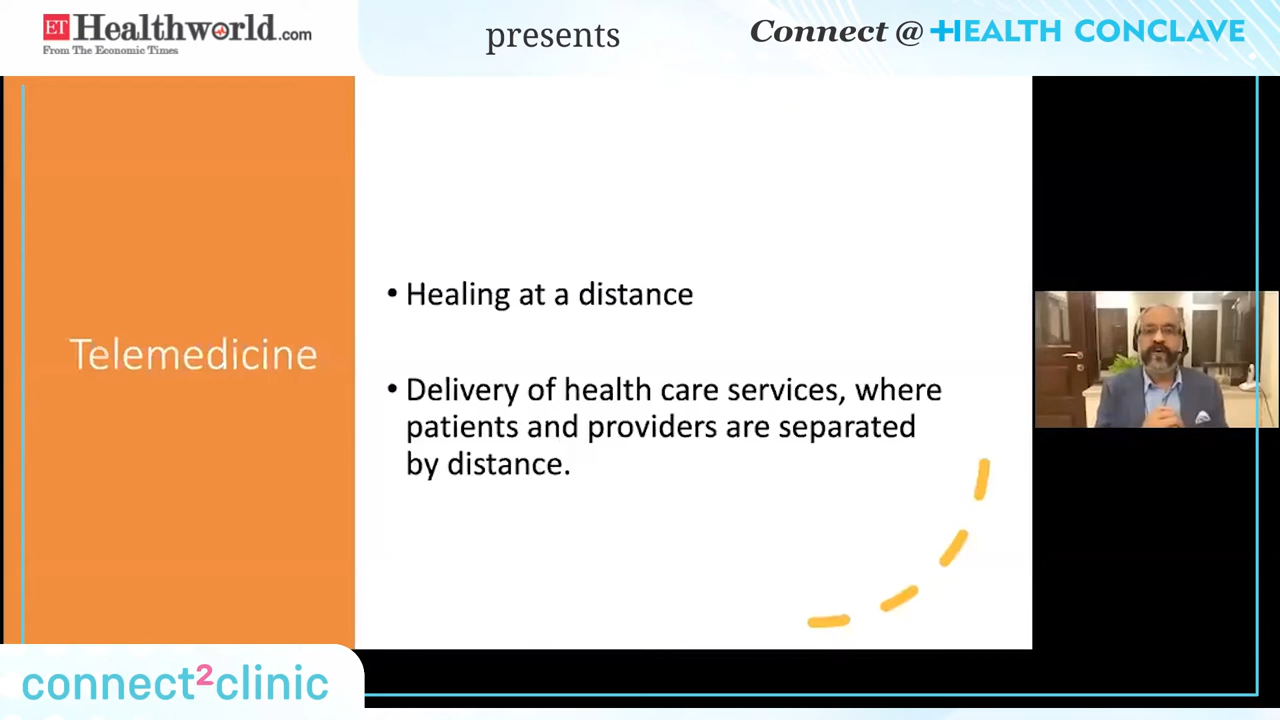 ET Healthworld.com
From The Economic Times
presents
Connect @ HEALTH CONCLAVE
Telemedicine
• Healing at a distance
• Delivery of health care services, where
patients and providers are separated
by distance.
connect2clinic